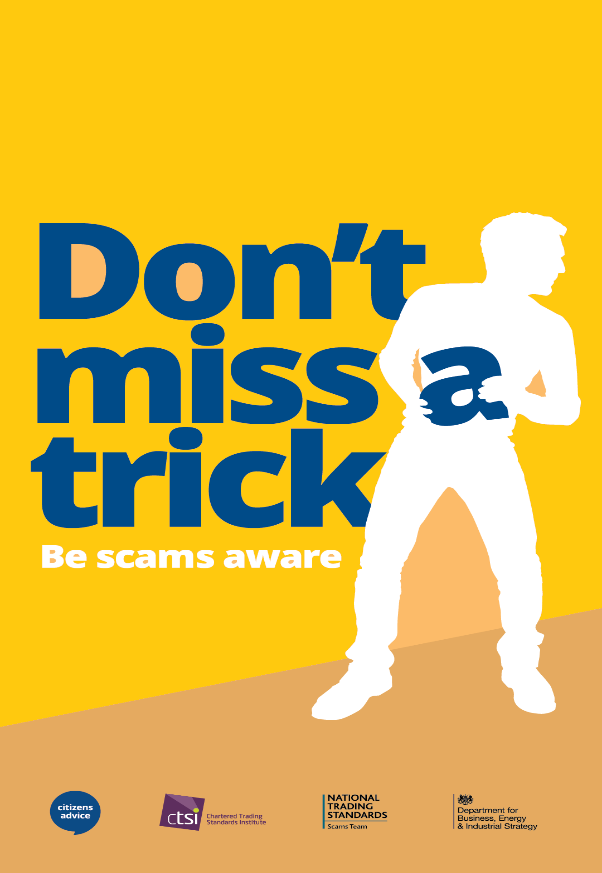 Don't
miss a
trick
Be scams aware
citizens
advice
ctsi
Chartered Trading
Standards Institute
NATIONAL
TRADING
STANDARDS
Scams Team
Department for
Business, Energy
& Industrial Strategy